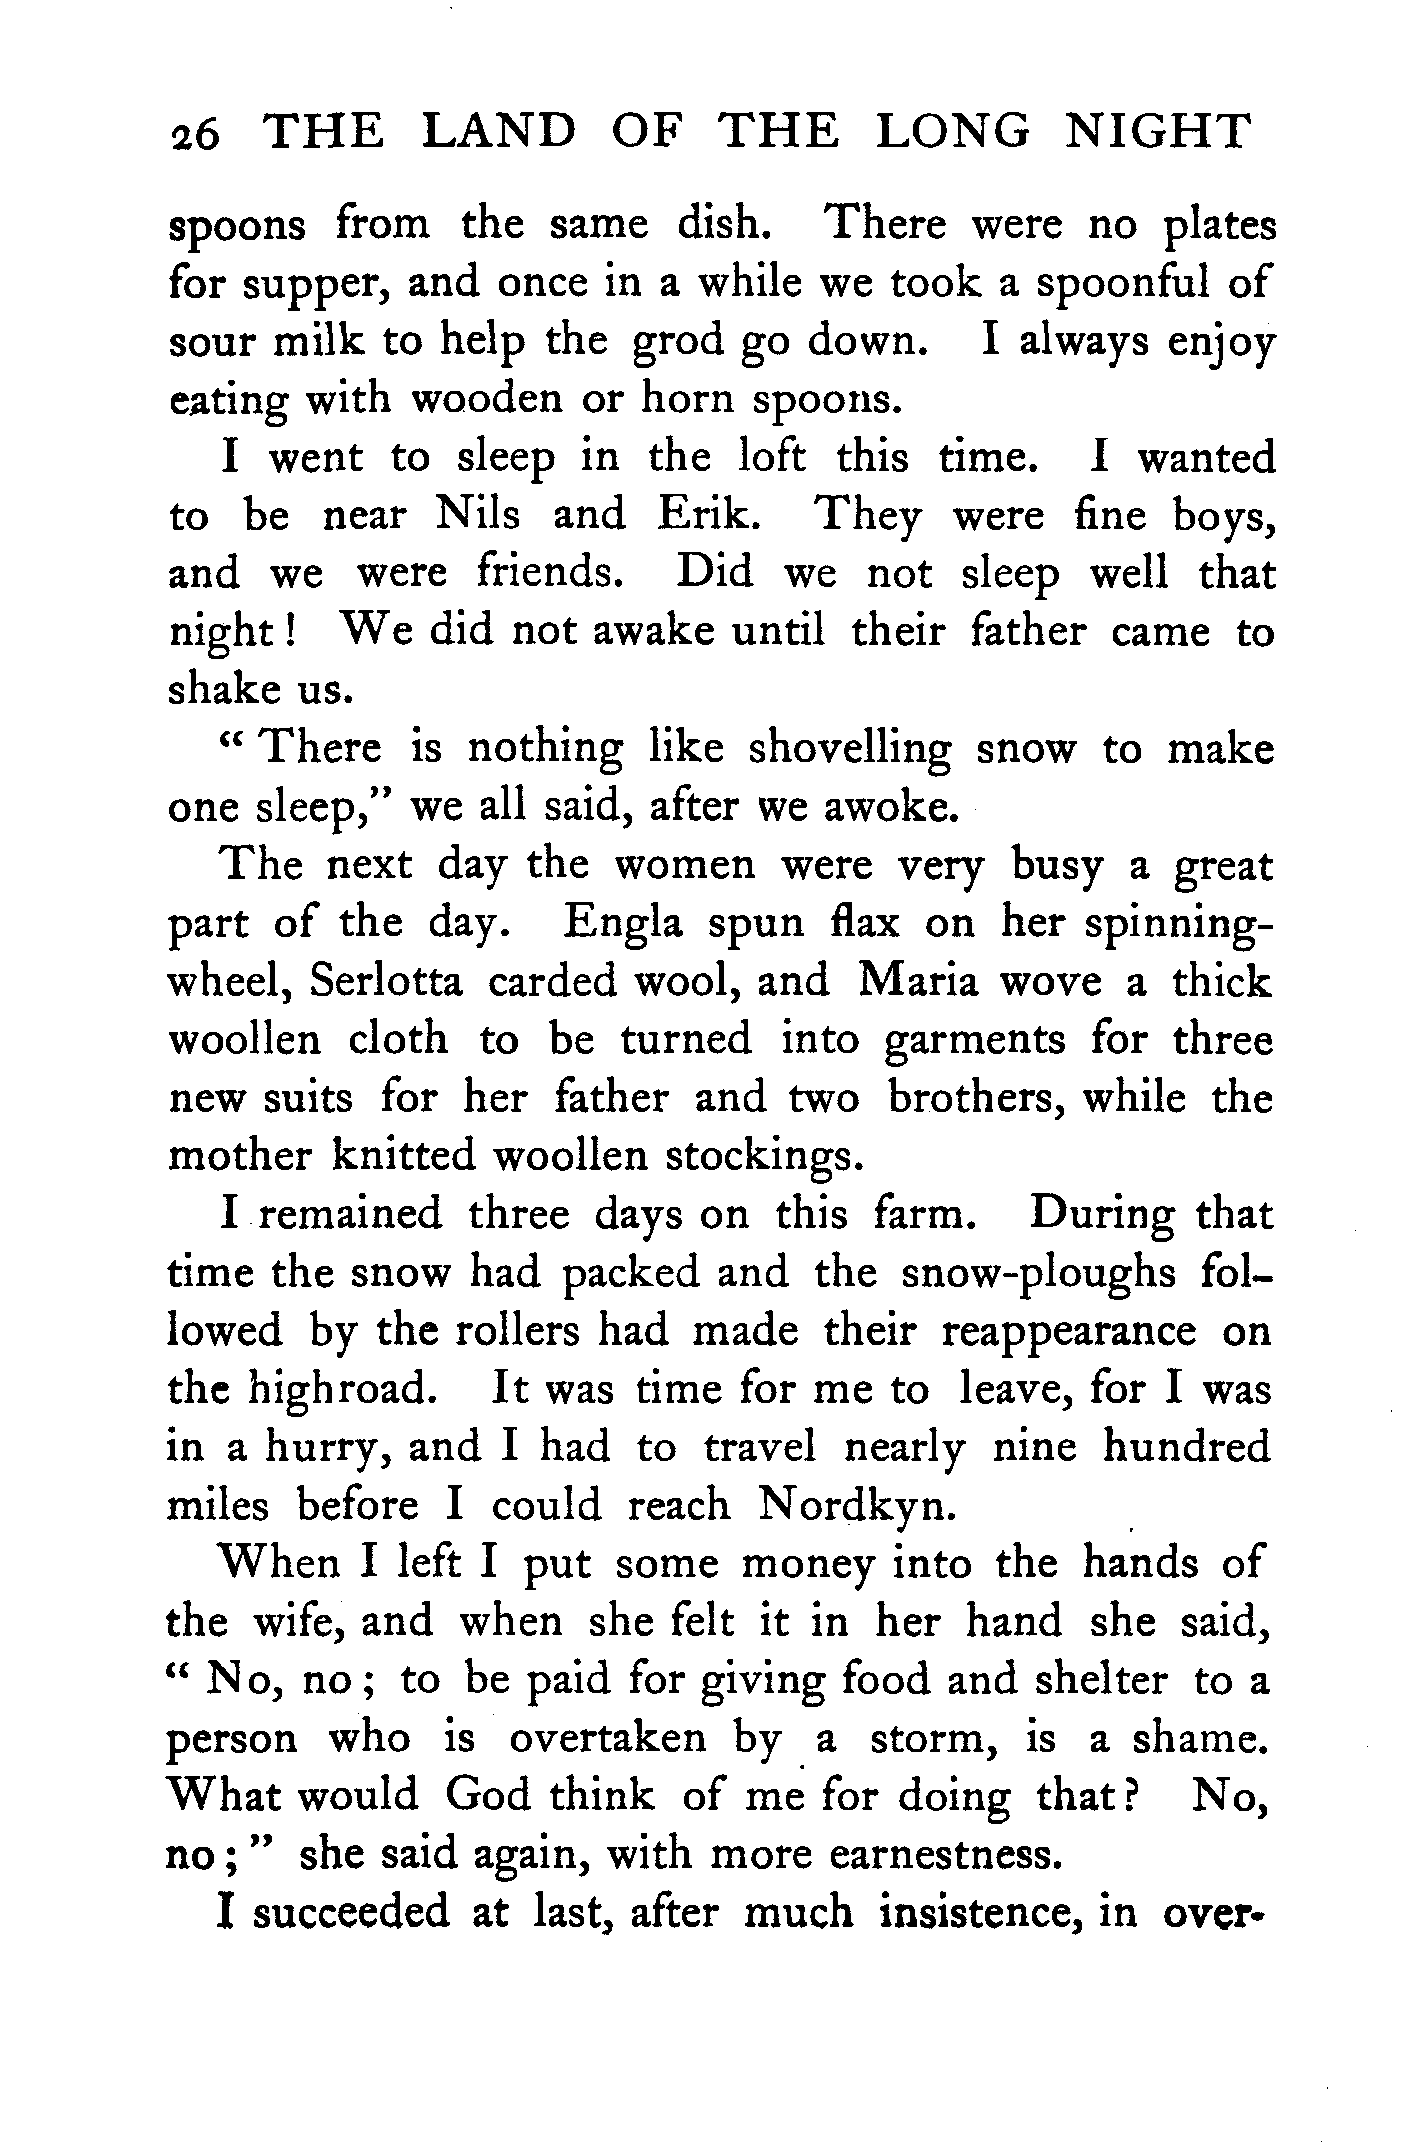 26 THE LAND OF THE LONG NIGHT
spoons from the same dish. There were no plates
for supper, and once in a while we took a spoonful of
sour milk to help the grod go down. I always enjoy
eating with wooden or horn spoons.
I went to sleep in the loft this time. I wanted
to be near Nils and Erik. They were fine boys,
and we were friends. Did we not sleep well that
night! We did not awake until their father came to
shake us.
“ There is nothing like shovelling snow to make
one sleep,” we all said, after we awoke.
The next day the women were very busy a great
part of the day. Engla spun flax on her spinning-
wheel, Serlotta carded wool, and Maria wove a thick
woollen cloth to be turned into garments for three
new suits for her father and two brothers, while the
mother knitted woollen stockings.
I remained three days on this farm. During that
time the snow had packed and the snow-ploughs fol-
lowed by the rollers had made their reappearance on
the highroad. It was time for me to leave, for I was
in a hurry, and I had to travel nearly nine hundred
miles before I could reach Nordkyn.
When I left I put some money into the hands of
the wife, and when she felt it in her hand she said,
“ No, no ; to be paid for giving food and shelter to a
person who is overtaken by a storm, is a shame.
What would God think of me for doing that? No,
no ; ” she said again, with more earnestness.
I succeeded at last, after much insistence, in over-